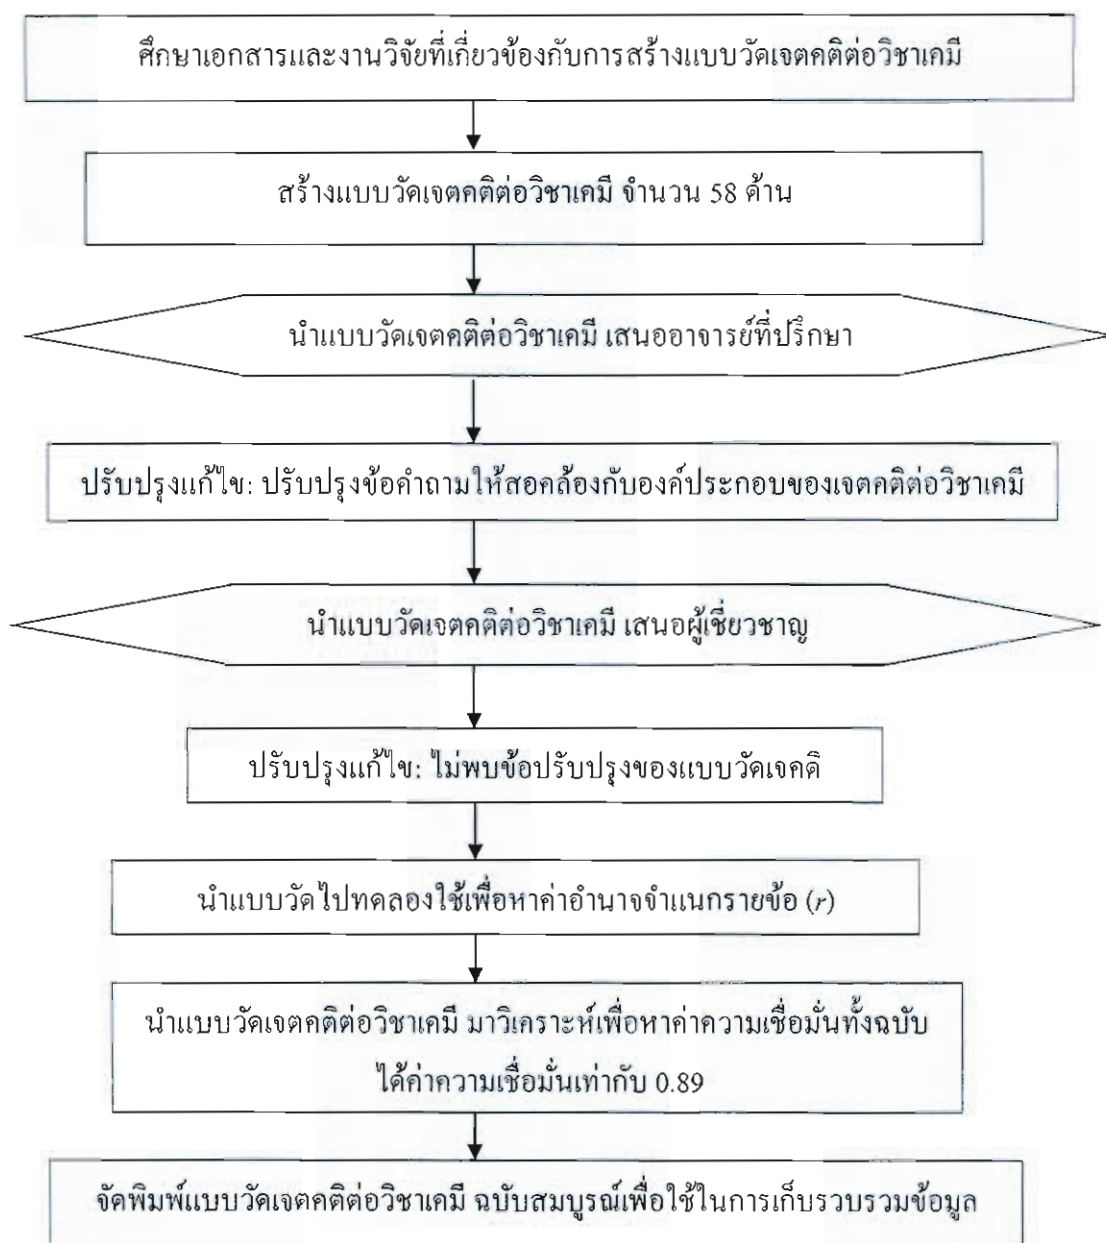 ศึกษาเอกสารและงานวิจัยที่เกี่ยวข้องกับการสร้างแบบวัดเจตคติต่อวิชาเคมี
สร้างแบบวัดเจตคติต่อวิชาเคมี จำนวน 58 ด้าน
นำแบบวัดเจตคติต่อวิชาเคมี เสนออาจารย์ที่ปรึกษา
ปรับปรุงแก้ไข: ปรับปรุงข้อคำถามให้สอคล้องกับองค์ประกอบของเจตคติต่อวิชาเคมี
นำแบบวัดเจตคติต่อวิชาเคมี เสนอผู้เชี่ยวชาญ
ปรับปรุงแก้ไข: ไม่พบข้อปรับปรุงของแบบวัดเจคติ
นำแบบวัดไปทดลองใช้เพื่อหาค่าอำนาจจำแนกรายข้อ (r)
นำแบบวัดเจตคติต่อวิชาเคมี มาวิเคราะห์เพื่อหาค่าความเชื่อมั่นทั้งฉบับ
ได้ค่าความเชื่อมั่นเท่ากับ 0.89
จัดพิมพ์แบบวัดเจตคติต่อวิชาเคมี ฉบับสมบูรณ์เพื่อใช้ในการเก็บรวบรวมข้อมูล